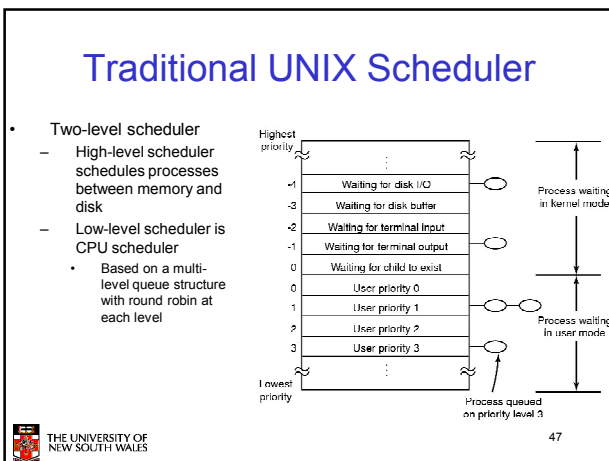 Traditional UNIX Scheduler
• Two-level scheduler
– High-level scheduler
schedules processes
between memory and
disk
– Low-level scheduler is
CPU scheduler
• Based on a multi-
level queue structure
with round robin at
each level
Highest
priority
-4 Waiting for disk I/O
-3 Waiting for disk buffer
-2 Waiting for terminal input
-1 Waiting for terminal output
0 Waiting for child to exist
0 User priority 0
1 User priority 1
2 User priority 2
3 User priority 3
Lowest
priority
Process waiting
in kernel mode
Process waiting
in user mode
Process queued
on priority level 3
THE UNIVERSITY OF
NEW SOUTH WALES
47